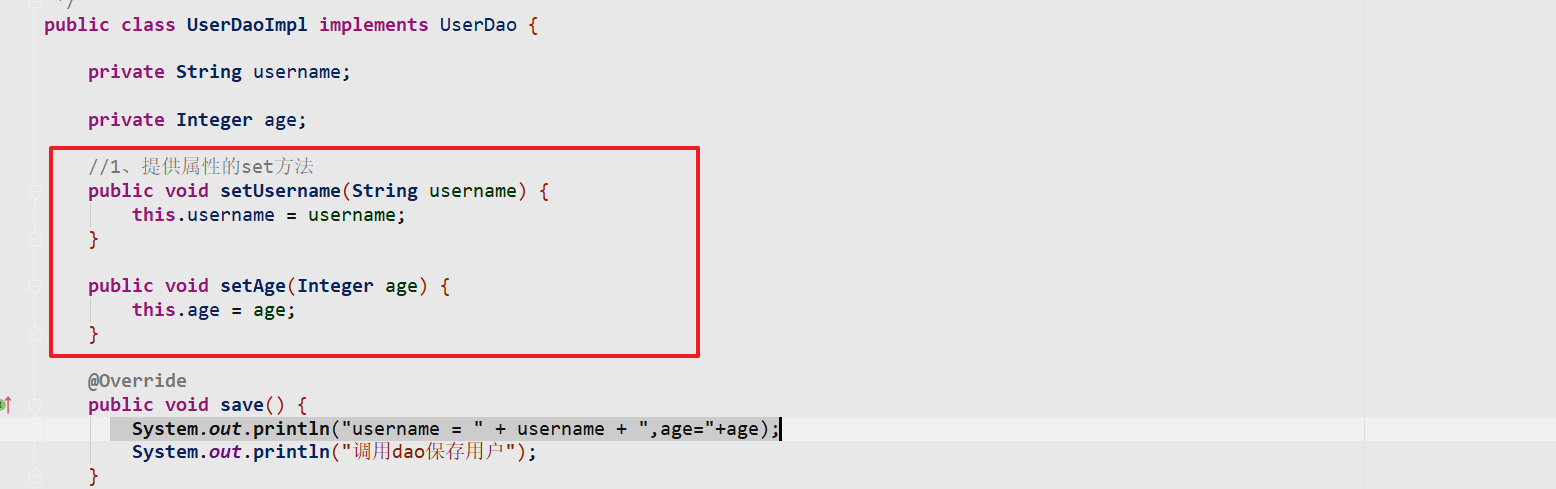 */
public class UserDaoImpl implements UserDao {
private String username;
private Integer age;
//1、提供属性的set方法
public void setUsername(String username) {
this.username = username;
}
public void setAge(Integer age) {
this.age = age;
}
@Override
public void save() {
System.out.println("username = " + username + ",age="+age);
System.out.println("调用dao保存用户");
}